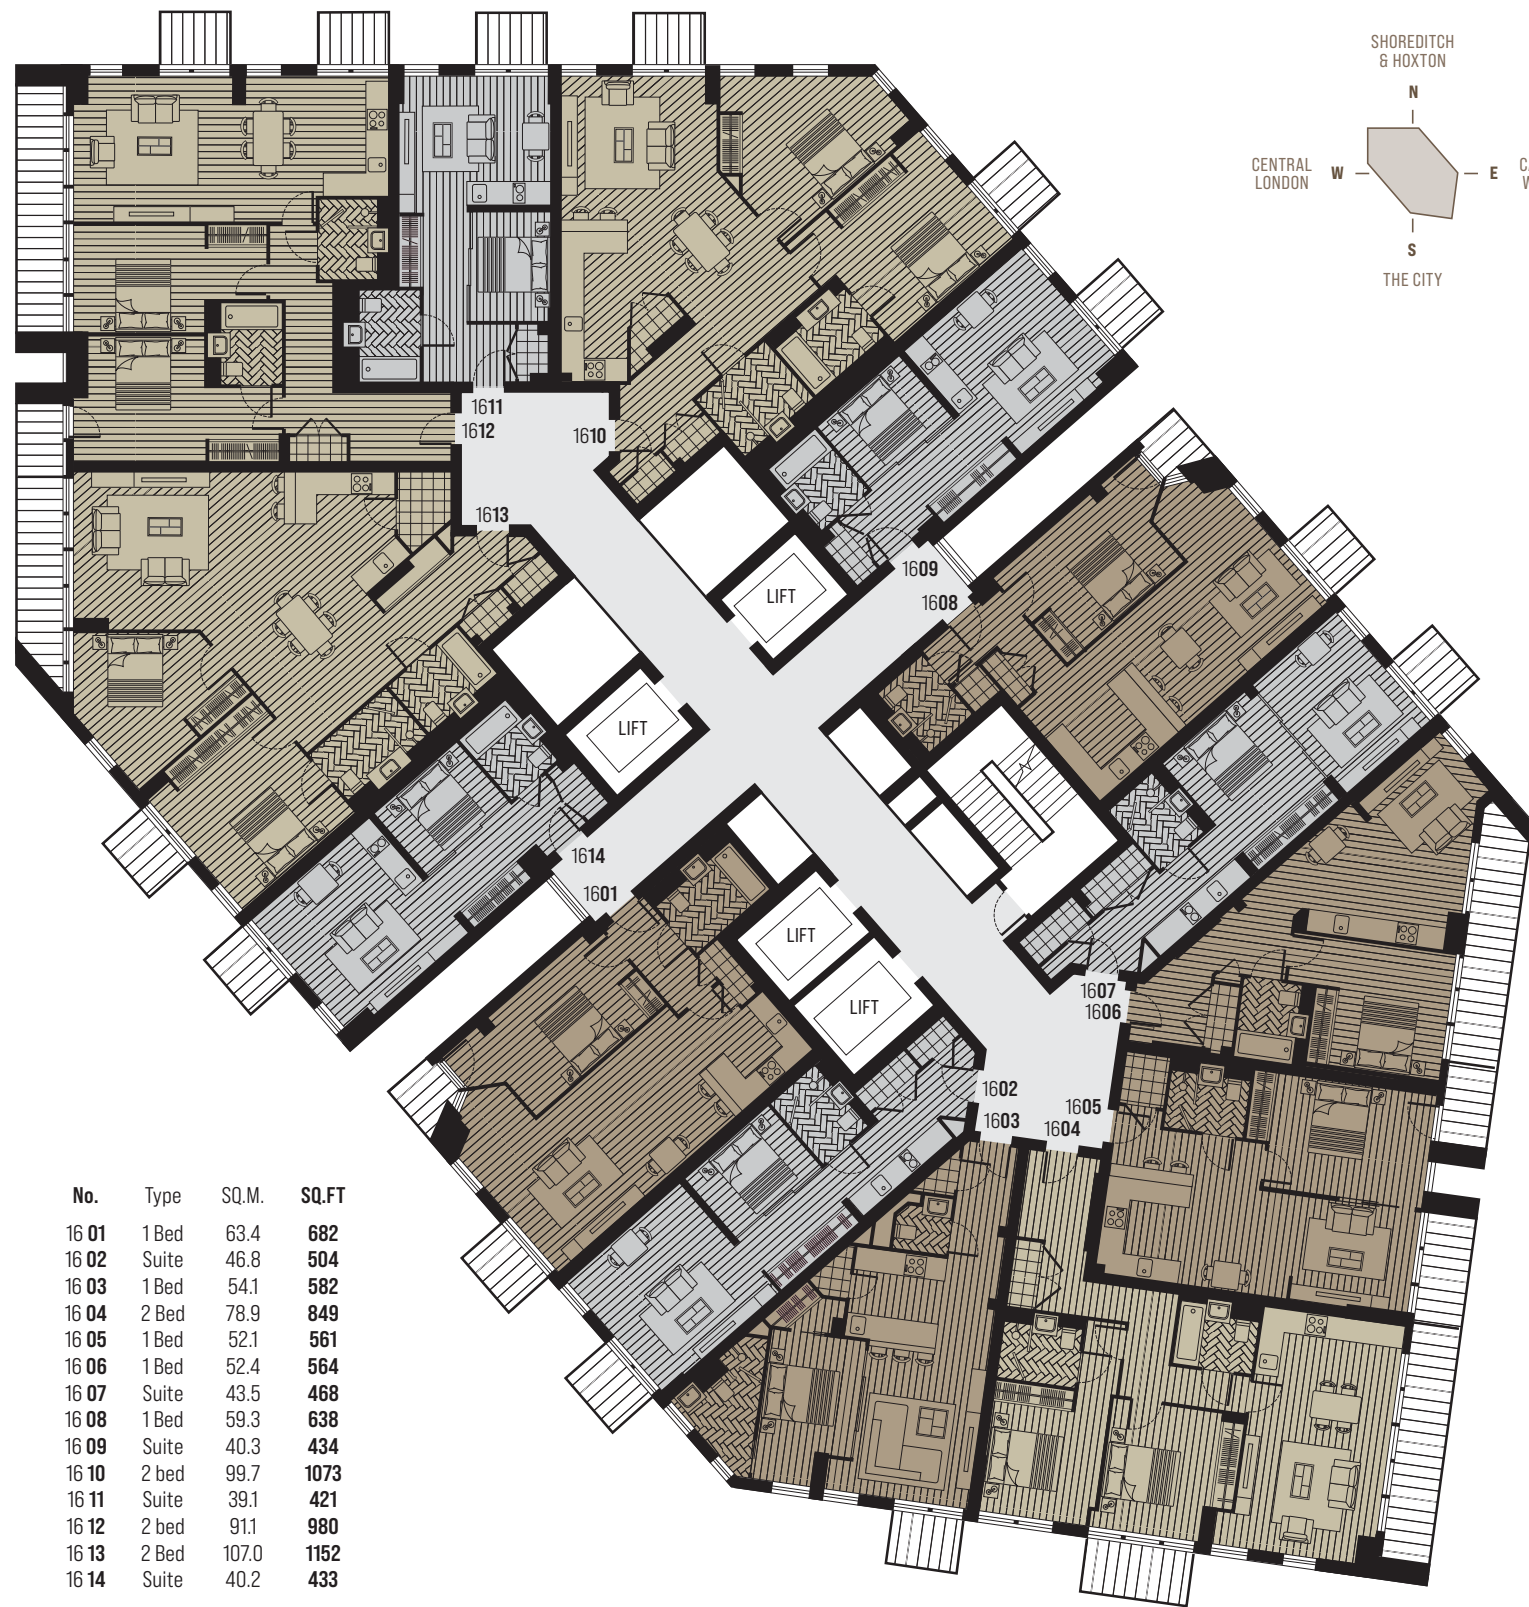 SHOREDITCH
& HOXTON
N
CENTRAL
LONDON
W
E
S
THE CITY
1611
1612
1610
1613
1609
1608
LIFT
LIFT
1614
1601
LIFT
LIFT
1607
1606
1602
1605
1603
1604
No. Type SQ.M. SQ.FT
16 01 1 Bed 63.4 682
16 02 Suite 46.8 504
16 03 1 Bed 54.1 582
16 04 2 Bed 78.9 849
16 05 1 Bed 52.1 561
16 06 1 Bed 52.4 564
16 07 Suite 43.5 468
16 08 1 Bed 59.3 638
16 09 Suite 40.3 434
16 10 2 bed 99.7 1073
16 11 Suite 39.1 421
16 12 2 bed 91.1 980
16 13 2 Bed 107.0 1152
16 14 Suite 40.2 433